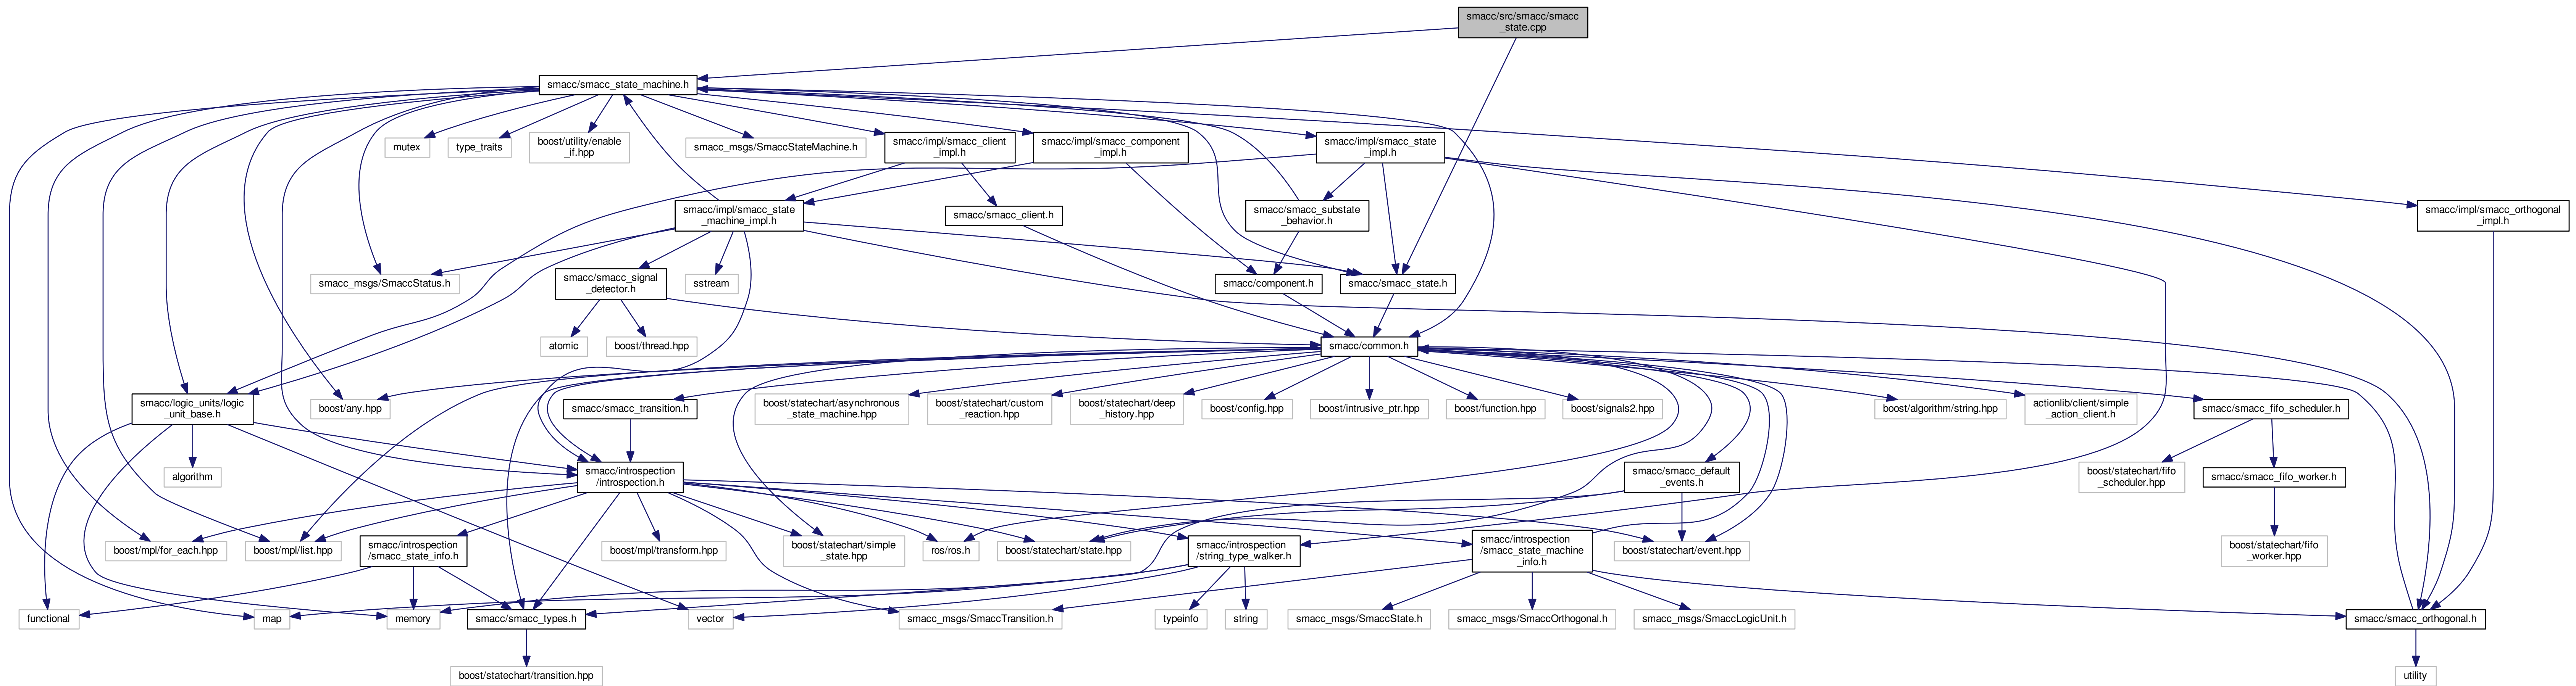 smacc/src/smacc/smacc
_state.cpp
smacc/smacc_state_machine.h
mutex
type_traits
boost/utility/enable
_if.hpp
smacc_msgs/SmaccStateMachine.h
smacc/impl/smacc_client
_impl.h
smacc/impl/smacc_component
_impl.h
smacc/impl/smacc_state
_impl.h
smacc/impl/smacc_state
_machine_impl.h
smacc/smacc_client.h
smacc/smacc_substate
behavior.h
smacc/impl/smacc_orthogonal
_impl.h
smacc_msgs/SmaccStatus.h
smacc/smacc_signal
_detector.h
sstream
smacc/component.h
smacc/smacc_state.h
atomic
boost/thread.hpp
smacc/common.h
smacc/logic_units/logic
_unit_base.h
boost/any.hpp
smacc/smacc_transition.h
boost/statechart/asynchronous
_state_machine.hpp
boost/statechart/custom
_reaction.hpp
boost/statechart/deep
_history.hpp
boost/config.hpp
boost/intrusive_ptr.hpp
boost/function.hpp
boost/signals2.hpp
boost/algorithm/string.hpp
actionlib/client/simple
_action_client.h
smacc/smacc_fifo_scheduler.h
algorithm
smacc/introspection
/introspection.h
smacc/smacc_default
_events.h
boost/statechart/fifo
_scheduler.hpp
smacc/smacc_fifo_worker.h
boost/mpl/for_each.hpp
boost/mpl/list.hpp
smacc/introspection
/smacc_state_info.h
boost/mpl/transform.hpp
boost/statechart/simple
_state.hpp
ros/ros.h
boost/statechart/state.hpp
smacc/introspection
/string_type_walker.h
smacc/introspection
/smacc_state_machine
_info.h
boost/statechart/event.hpp
boost/statechart/fifo
_worker.hpp
functional
map
memory
smacc/smacc_types.h
vector
smacc_msgs/SmaccTransition.h
typeinfo
string
smacc_msgs/SmaccState.h
smacc_msgs/SmaccOrthogonal.h
smacc_msgs/SmaccLogicUnit.h
smacc/smacc_orthogonal.h
boost/statechart/transition.hpp
utility